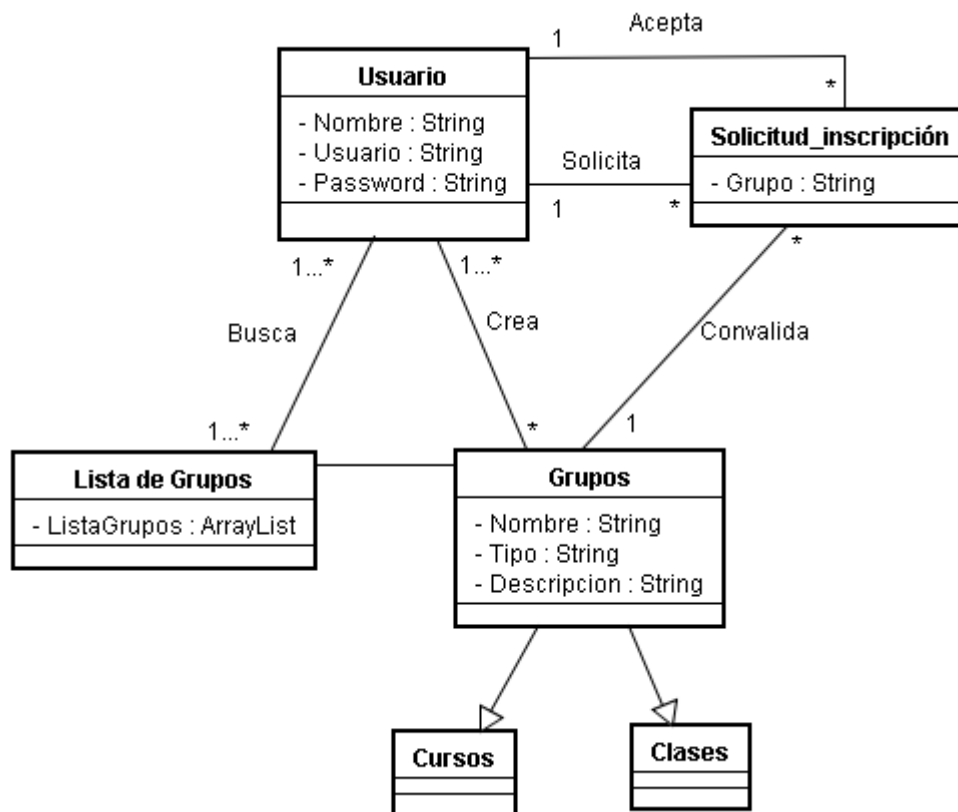 Acepta
1
*
Usuario
- Nombre : String
- Usuario : String
- Password : String
Solicitud_inscripción
- Grupo : String
Solicita
1
*
1...*
1...*
*
Busca
Crea
Convalida
1...*
*
1
Lista de Grupos
- ListaGrupos : ArrayList
Grupos
- Nombre : String
- Tipo : String
- Descripcion : String
Cursos
Clases